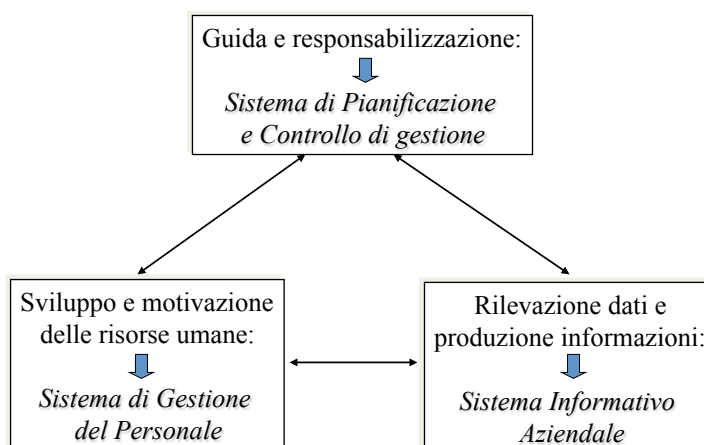 Guida e responsabilizzazione:
Sistema di Pianificazione
e Controllo di gestione
Sviluppo e motivazione
delle risorse umane:
Sistema di Gestione
del Personale
Rilevazione dati e
produzione informazioni:
Sistema Informativo
Aziendale